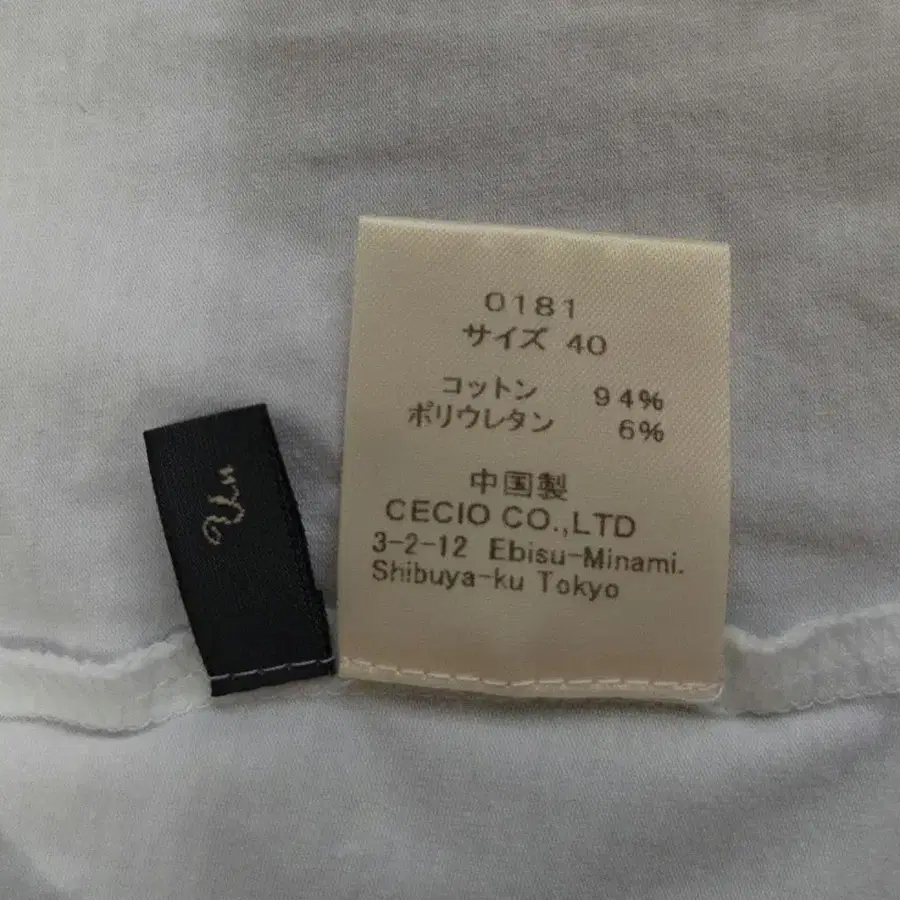 0181
サイズ 40
コットン 94%
ポリウレタン 6%
中国製
CECIO CO.,LTD
3-2-12 Ebisu-Minami.
Shibuya-ku Tokyo